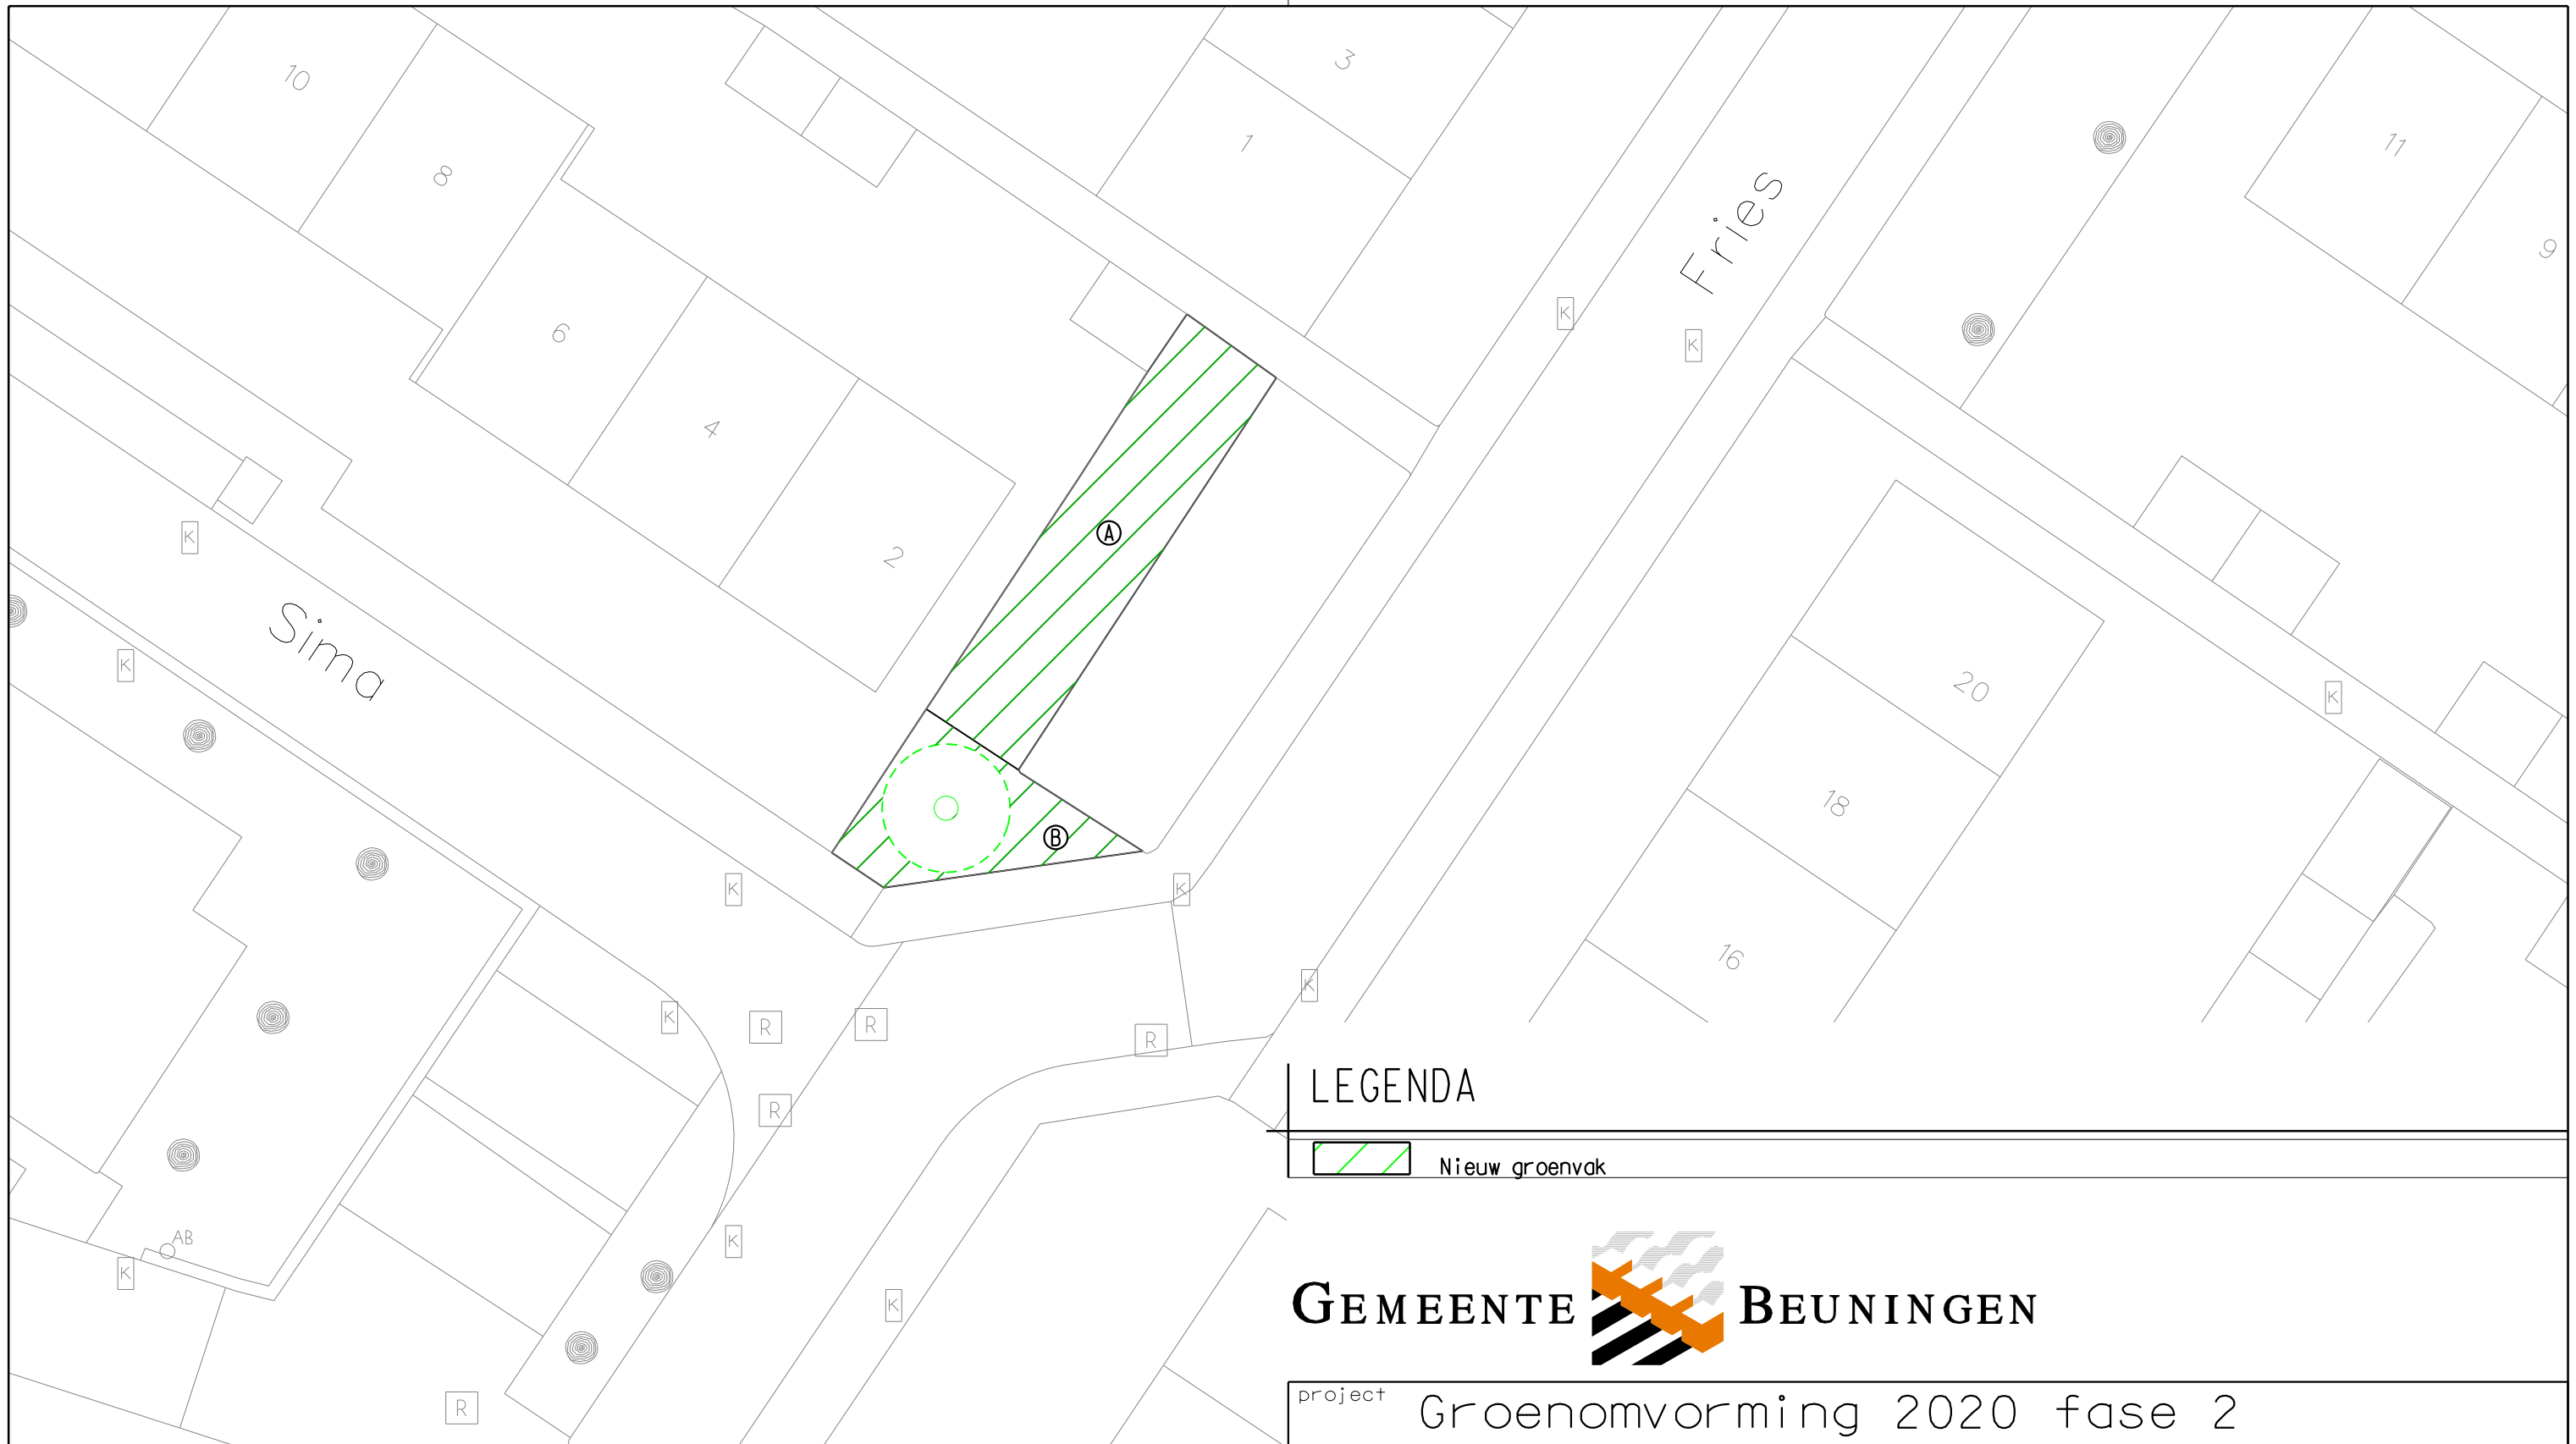 10
3
8
1
11
Fries
9
K
6
K
4
K
A
2
Sima
K
20
K
18
B
K
K
16
K
K
R
R
R
LEGENDA
R
Nieuw groenvak
AB
K
K
K
GEMEENTE BEUNINGEN
project Groenomvorming 2020 fase 2
R